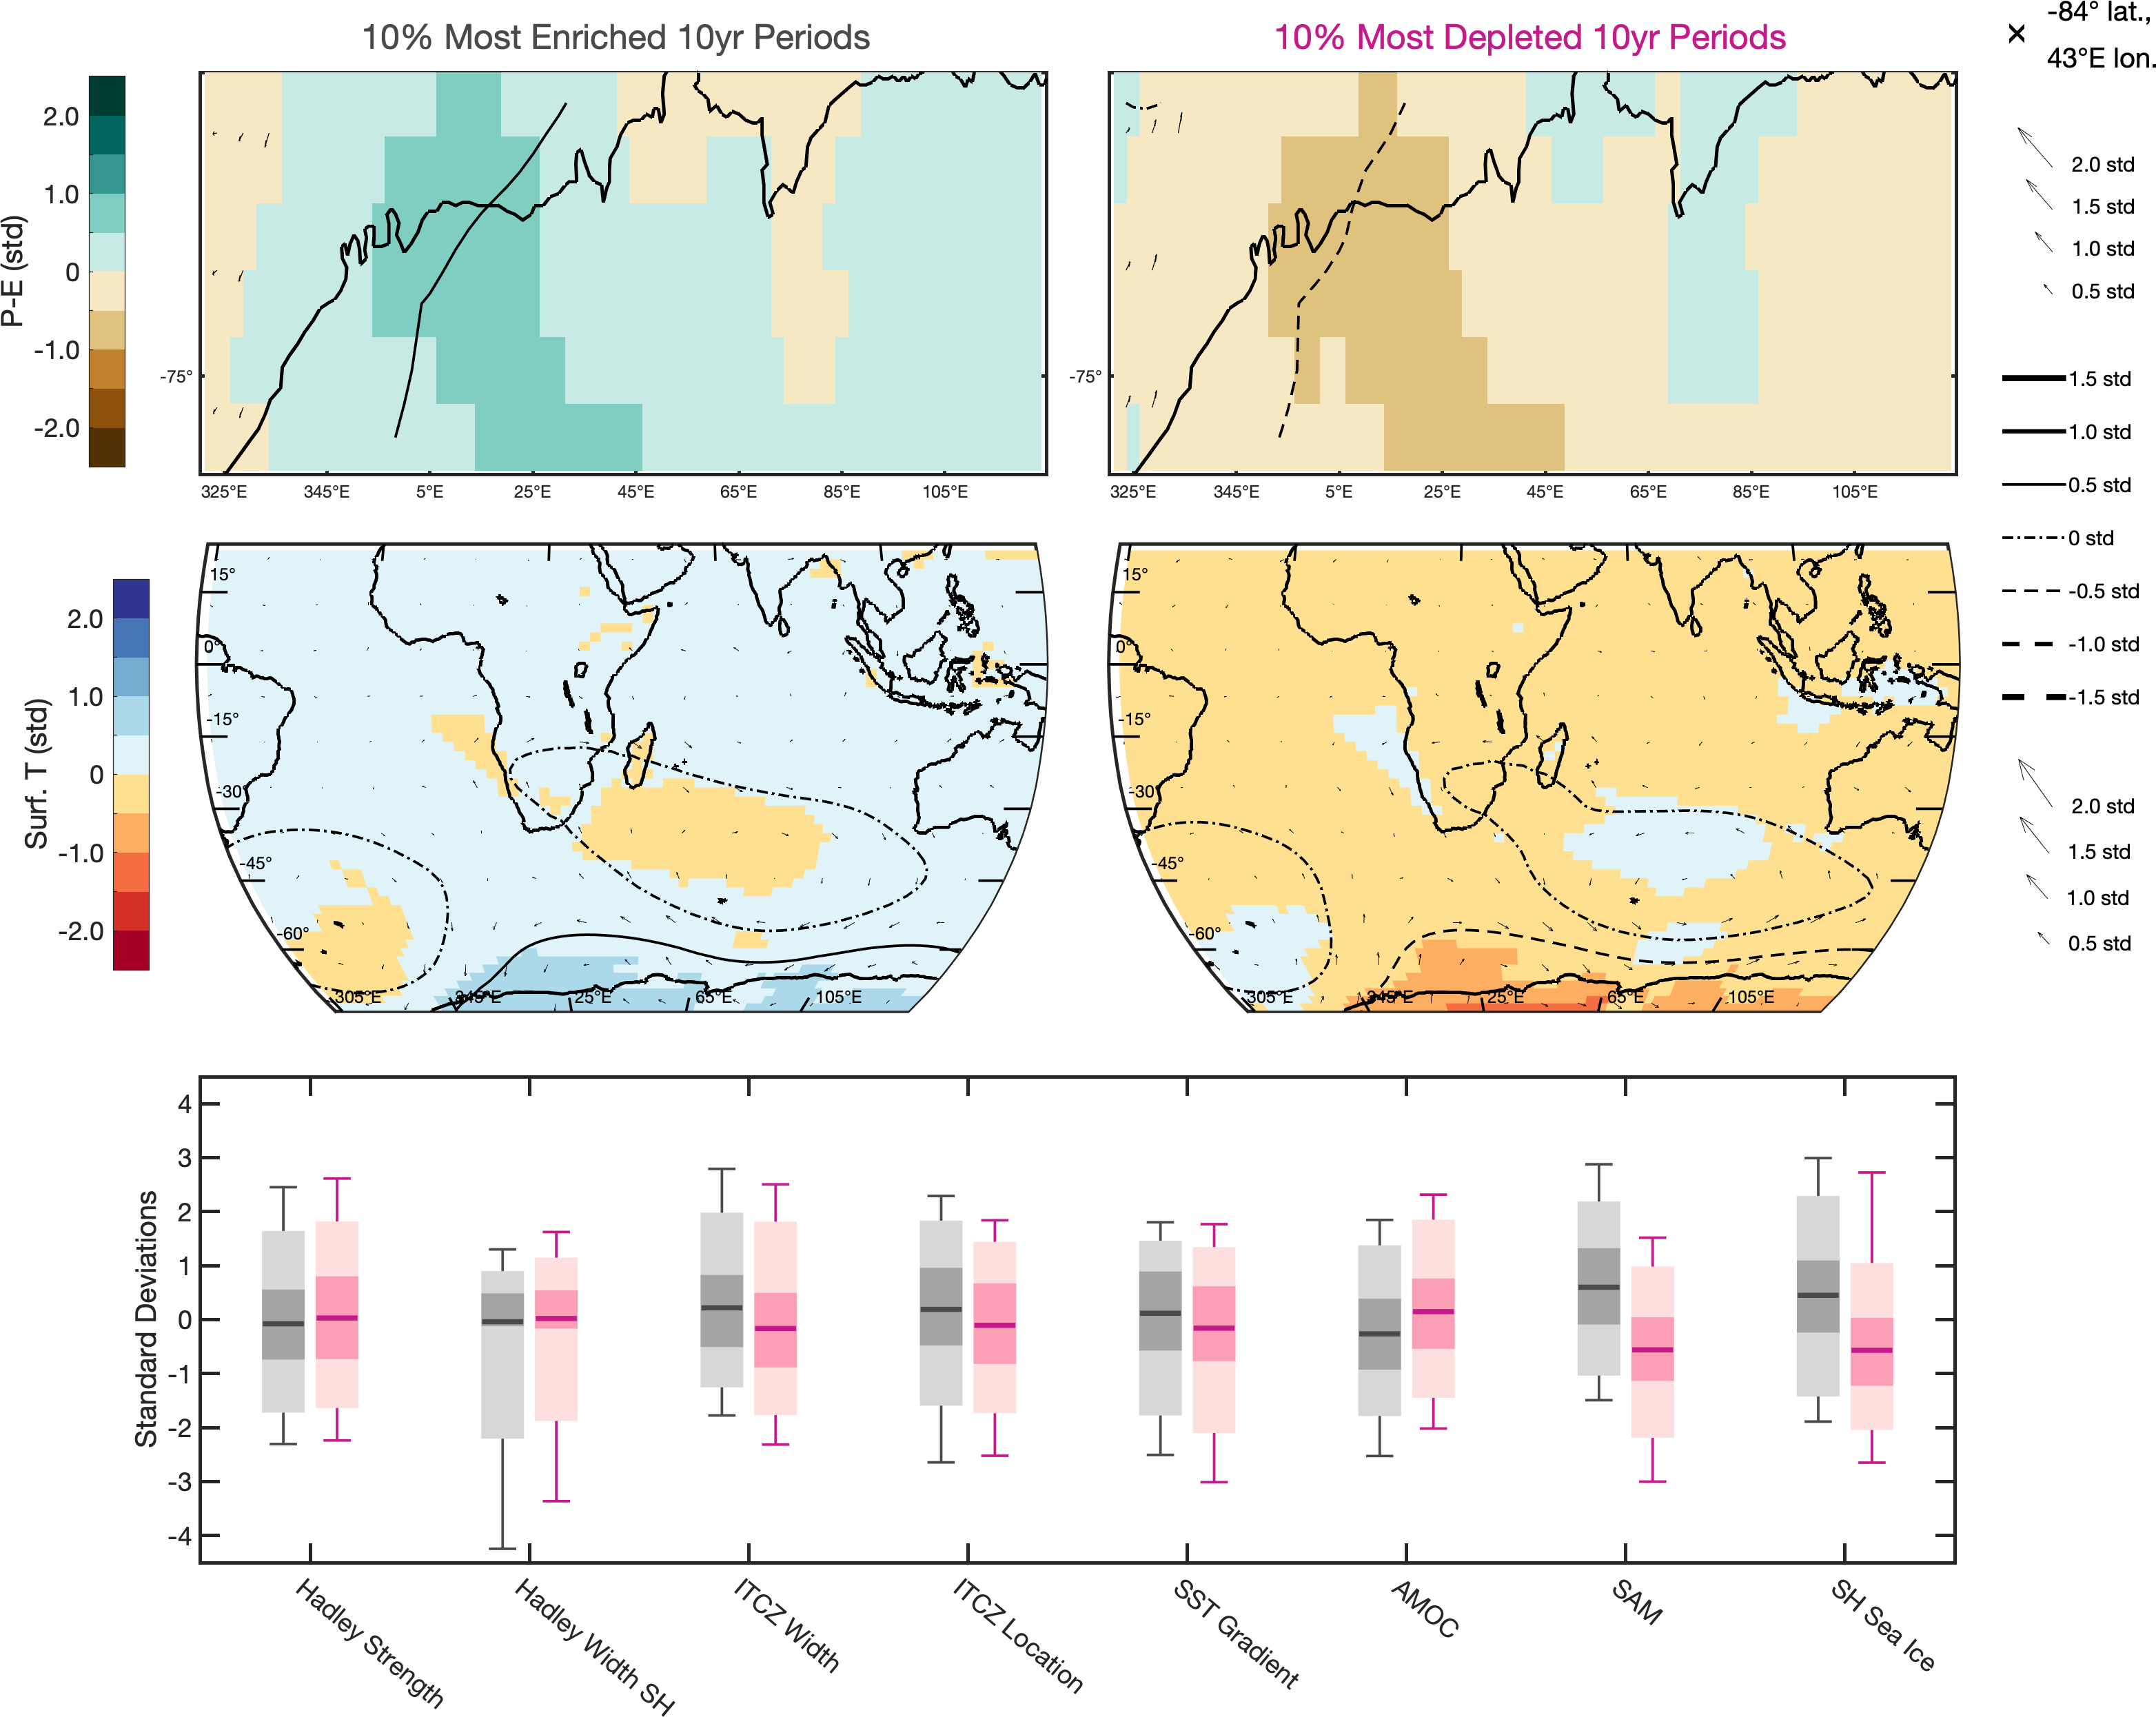 10% Most Enriched 10yr Periods
10% Most Depleted 10yr Periods
-84° lat.,
43°E lon.
P-E (std)
2.0
1.0
0
-1.0
-2.0
-75°
325°E 345°E 5°E 25°E 45°E 65°E 85°E 105°E
-75°
325°E 345°E 5°E 25°E 45°E 65°E 85°E 105°E
2.0 std
1.5 std
1.0 std
0.5 std
1.5 std
1.0 std
0.5 std
0 std
-0.5 std
-1.0 std
-1.5 std
Surf. T (std)
2.0
1.0
0
-1.0
-2.0
15°
0°
-15°
-30°
-45°
-60°
305°E 345°E 25°E 65°E 105°E
15°
0°
-15°
-30°
-45°
-60°
305°E 345°E 25°E 65°E 105°E
2.0 std
1.5 std
1.0 std
0.5 std
Standard Deviations
4
3
2
1
0
-1
-2
-3
-4
Hadley Strength
Hadley Width SH
ITCZ Width
ITCZ Location
SST Gradient
AMOC
SAM
SH Sea Ice